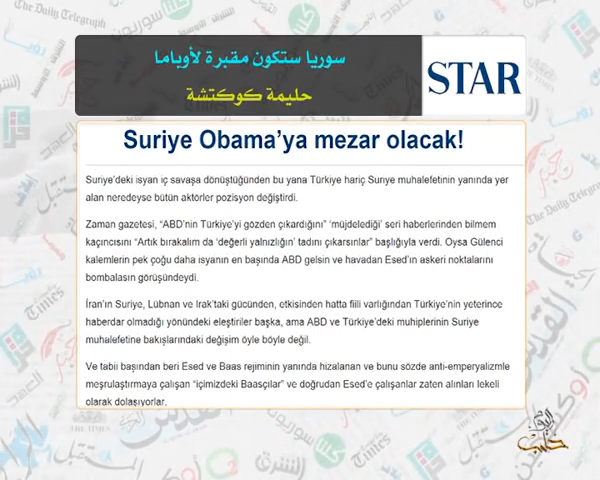 سوريا ستكون مقبرة لأوباما
حليمة كوكتشة
STAR
Suriye Obama'ya mezar olacak!
Suriye'deki isyan iç savaşa dönüştüğünden bu yana Türkiye hariç Suriye muhalefetinin yanında yer
alan neredeyse bütün aktörler pozisyon değiştirdi.
Zaman gazetesi, “ABD'nin Türkiye'yi gözden çıkardığını” ‘müjdelediği’ seri haberlerinden bilmem
kaçıncısını “Artık bırakalım da ‘değerli yalnızlığın’ tadını çıkarsınlar” başlığıyla verdi. Oysa Gülenci
kalemlerin pek çoğu daha isyanın en başında ABD gelsin ve havadan Esed'in askeri noktalarını
bombalasın görüşündeydi.
İran'ın Suriye, Lübnan ve Irak'taki gücünden, etkisinden hatta fiili varlığından Türkiye'nin yeterince
haberdar olmadığı yönündeki eleştiriler başka, ama ABD ve Türkiye'deki muhiplerinin Suriye
muhalefetine bakışlarındaki değişim öyle böyle değil.
Ve tabii başından beri Esed ve Baas rejiminin yanında hizalanan ve bunu sözde anti-emperyalizmle
meşrulaştırmaya çalışan “içimizdeki Baasçılar” ve doğrudan Esed'e çalışanlar zaten alınları lekeli
olarak dolaşıyorlar.